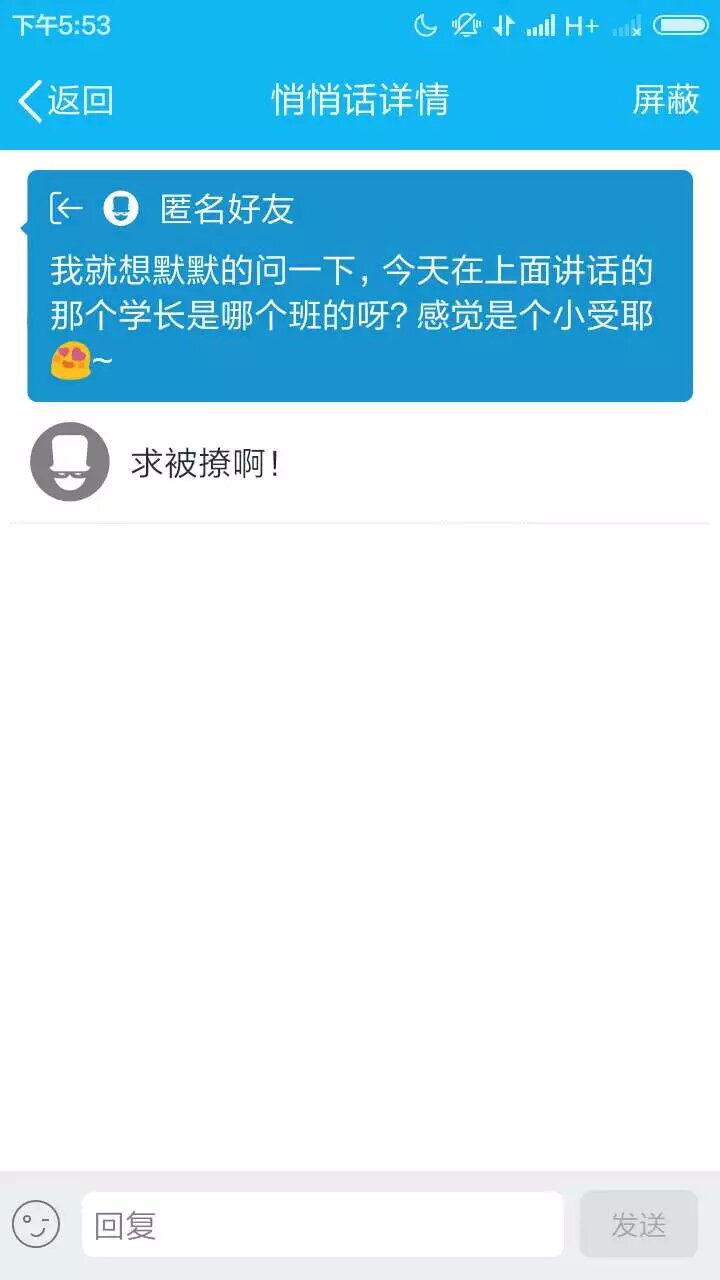 下午5:53
H+
返回
悄悄话详情
屏蔽
匿名好友
我就想默默的问一下，今天在上面讲话的
那个学长是哪个班的呀？感觉是个小受耶
😍~
求被撩啊！
回复
发送